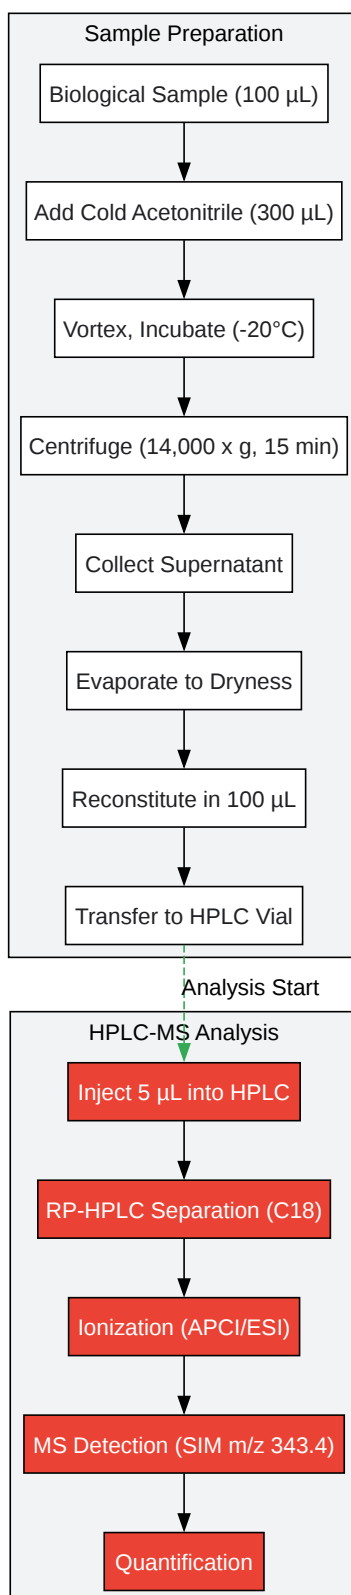 Sample Preparation
Biological Sample (100 µL)
Add Cold Acetonitrile (300 µL)
Vortex, Incubate (-20°C)
Centrifuge (14,000 x g, 15 min)
Collect Supernatant
Evaporate to Dryness
Reconstitute in 100 µL
Transfer to HPLC Vial
Analysis Start
HPLC-MS Analysis
Inject 5 µL into HPLC
RP-HPLC Separation (C18)
Ionization (APCI/ESI)
MS Detection (SIM m/z 343.4)
Quantification